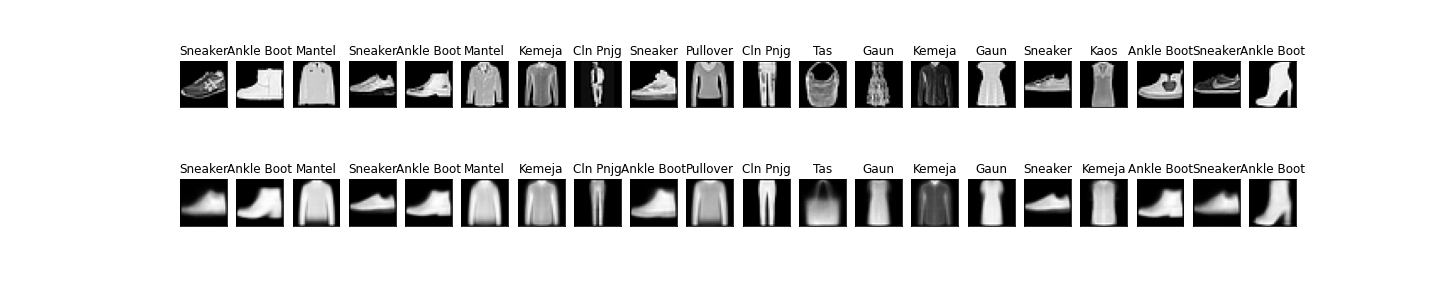 Sneaker Ankle Boot Mantel Sneaker Ankle Boot Mantel Kemeja Cln Pnjg Sneaker Pullover Cln Pnjg Tas Gaun Kemeja Gaun Sneaker Kaos Ankle Boot Sneaker Ankle Boot
Sneaker Ankle Boot Mantel Sneaker Ankle Boot Mantel Kemeja Cln Pnjg Ankle Boot Pullover Cln Pnjg Tas Gaun Kemeja Gaun Sneaker Kemeja Ankle Boot Sneaker Ankle Boot